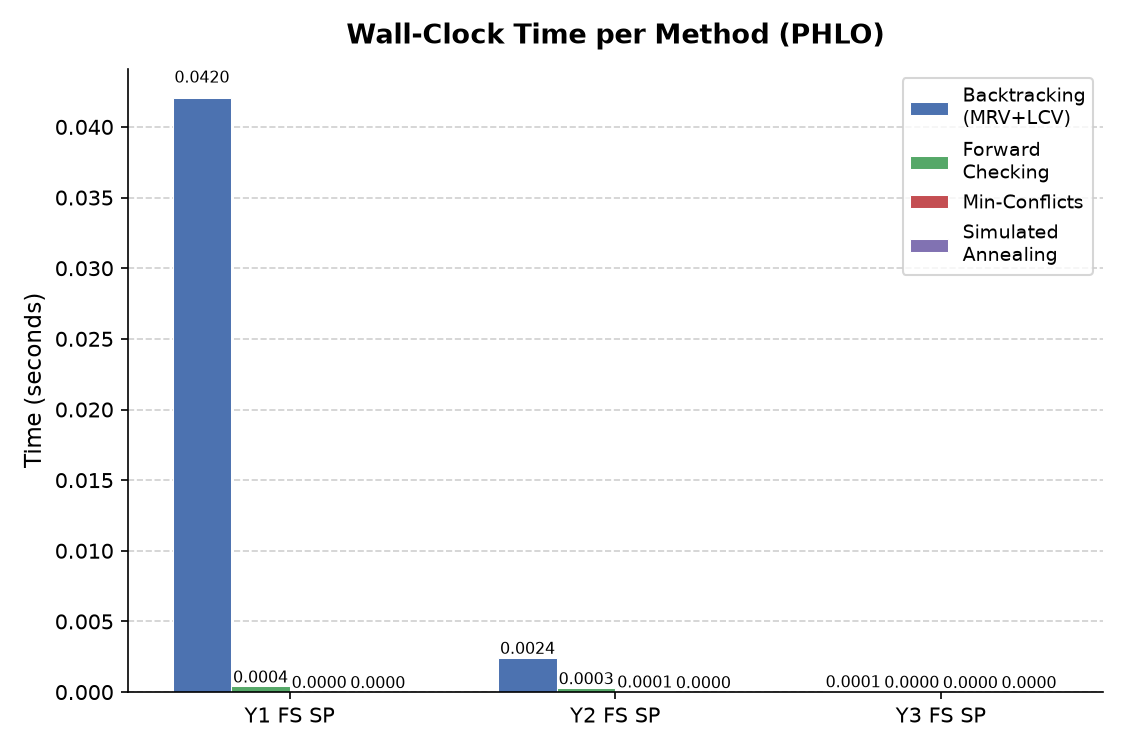 Wall-Clock Time per Method (PHLO)
Time (seconds)
0.040
0.035
0.030
0.025
0.020
0.015
0.010
0.005
0.000
0.0420
0.0004 0.0000 0.0000
0.0024
0.0003 0.0001 0.0000
0.0001 0.0000 0.0000 0.0000
Y1 FS SP
Y2 FS SP
Y3 FS SP
Backtracking
(MRV+LCV)
Forward
Checking
Min-Conflicts
Simulated
Annealing